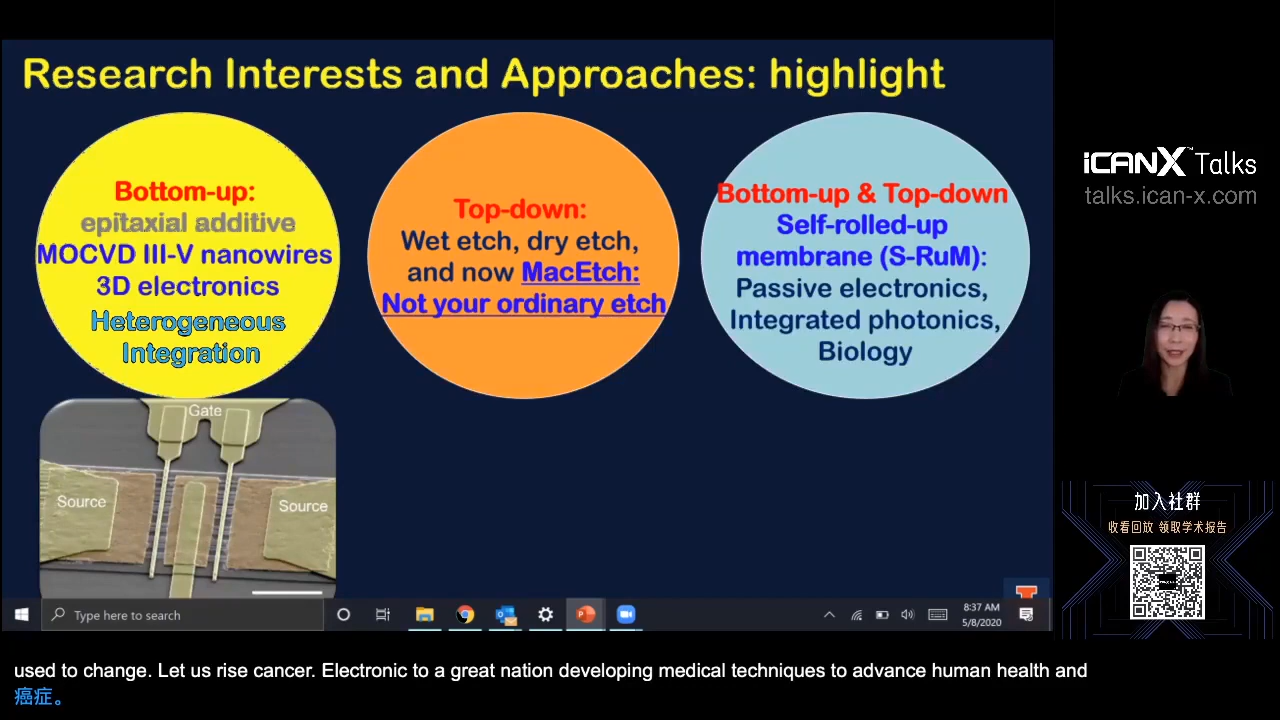 Research Interests and Approaches: highlight
Bottom-up:
epitaxial additive
MOCVD III-V nanowires
3D electronics
Heterogeneous
Integration
Top-down:
Wet etch, dry etch,
and now MacEtch:
Not your ordinary etch
Bottom-up & Top-down
Self-rolled-up
membrane (S-RuM):
Passive electronics,
Integrated photonics,
Biology
Gate
Source
Source
iCANX™ Talks
talks.ican-x.com
加入社群
收看回放 领取学术报告
Type here to search
8:37 AM
5/8/2020
used to change. Let us rise cancer. Electronic to a great nation developing medical techniques to advance human health and
癌症。